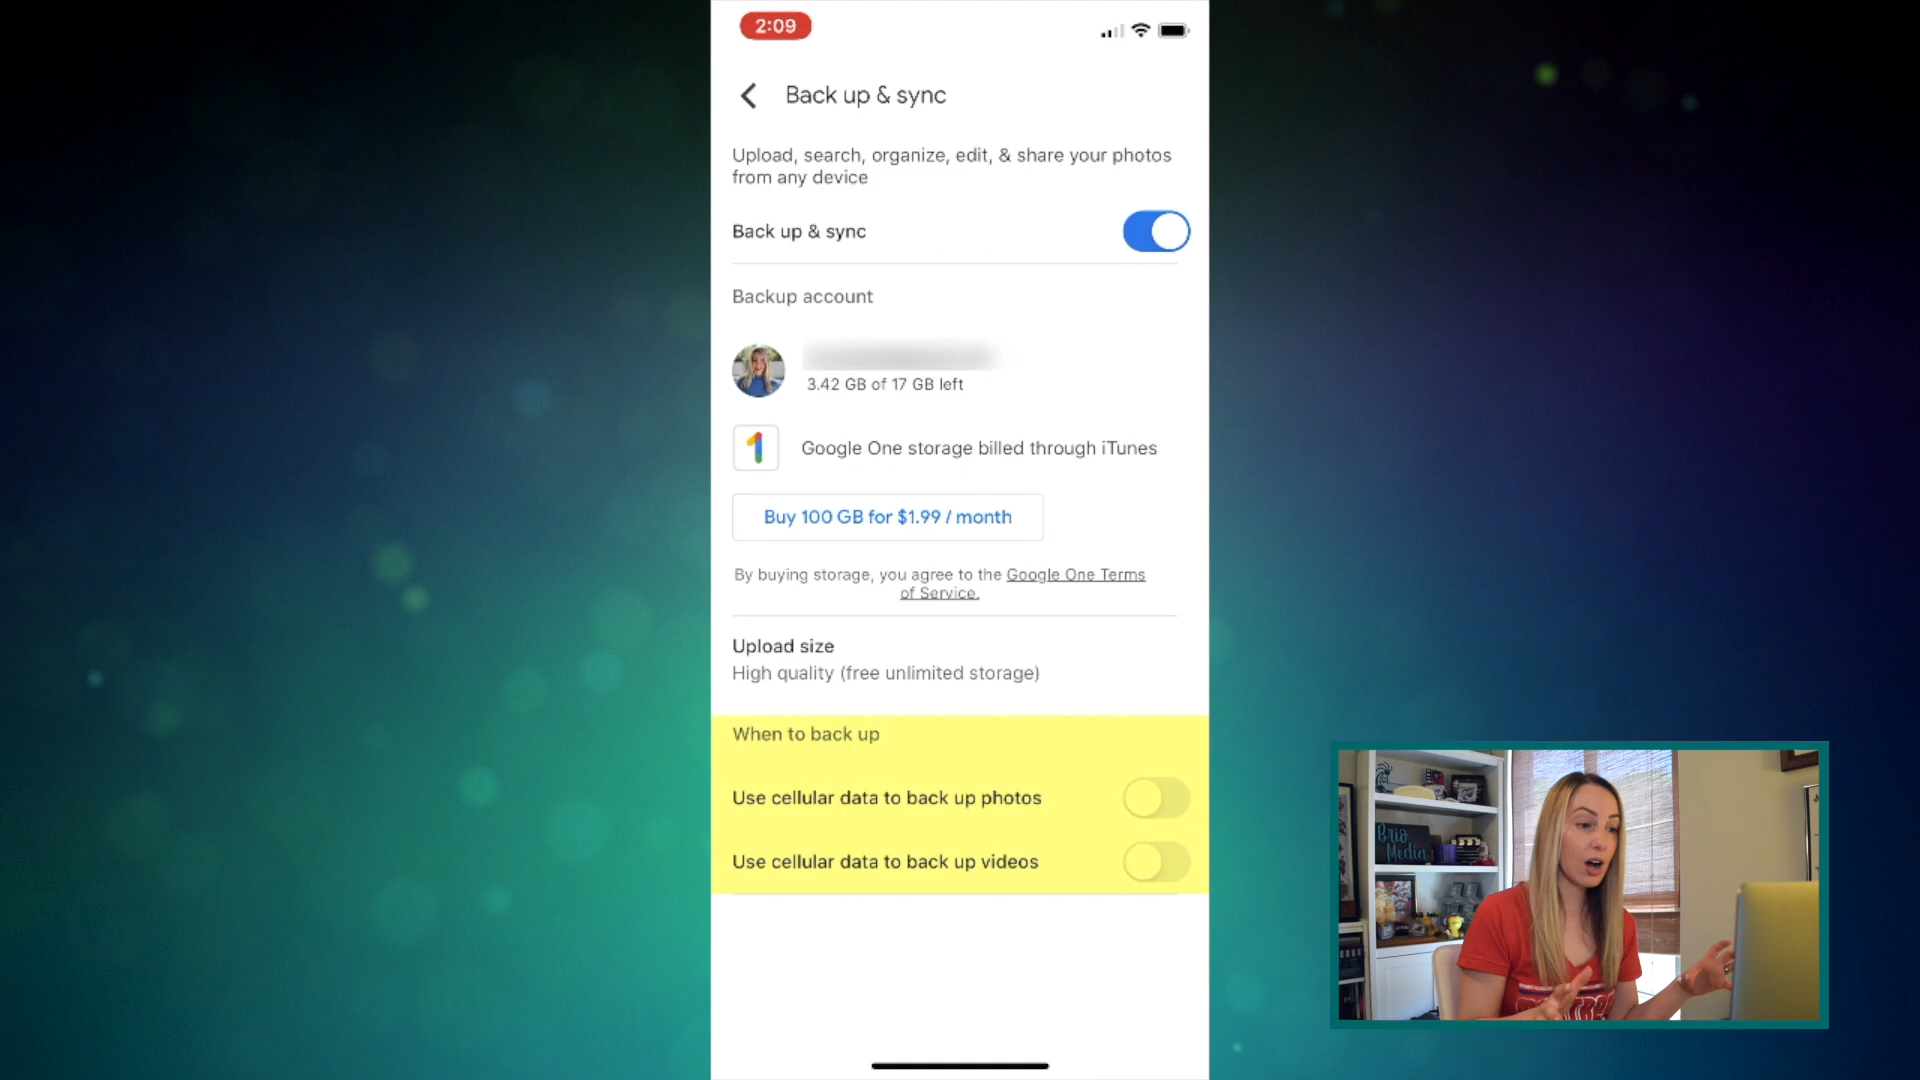 2:09
Back up & sync
Upload, search, organize, edit, & share your photos
from any device
Back up & sync
Backup account
3.42 GB of 17 GB left
Google One storage billed through iTunes
Buy 100 GB for $1.99 / month
By buying storage, you agree to the Google One Terms
of Service.
Upload size
High quality (free unlimited storage)
When to back up
Use cellular data to back up photos
Use cellular data to back up videos
Brio
Media